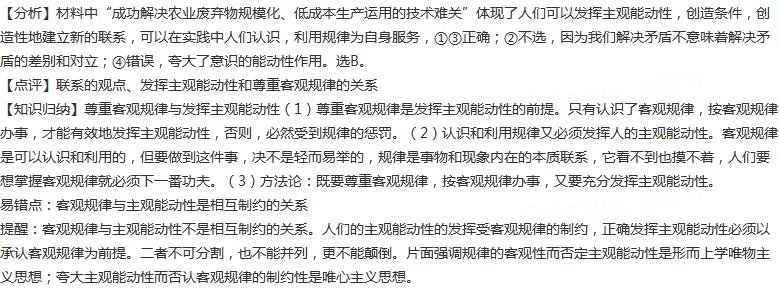 【分析】材料中“成功解决农业废弃物规模化、低成本生产运用的技术难关”体现了人们可以发挥主观能动性，创造条件，创
造性地建立新的联系，可以在实践中人们认识，利用规律为自身服务，①③正确；②不选，因为我们解决矛盾不意味着解决矛
盾的差别和对立；④错误，夸大了意识的能动性作用。选B。
【点评】联系的观点、发挥主观能动性和尊重客观规律的关系
【知识归纳】尊重客观规律与发挥主观能动性（1）尊重客观规律是发挥主观能动性的前提。只有认识了客观规律，按客观规律
办事，才能有效地发挥主观能动性，否则，必然受到规律的惩罚。（2）认识和利用规律又必须发挥人的主观能动性。客观规律
是可以认识和利用的，但要做到这件事，决不是轻而易举的，规律是事物和现象内在的本质联系，它看不到也摸不着，人们要
想掌握客观规律就必须下一番功夫。（3）方法论：既要尊重客观规律，按客观规律办事，又要充分发挥主观能动性。
易错点：客观规律与主观能动性是相互制约的关系
提醒：客观规律与主观能动性不是相互制约的关系。人们的主观能动性的发挥受客观规律的制约，正确发挥主观能动性必须以
承认客观规律为前提。二者不可分割，也不能并列，更不能颠倒。片面强调规律的客观性而否定主观能动性是形而上学唯物主
义思想；夸大主观能动性而否认客观规律的制约性是唯心主义思想。